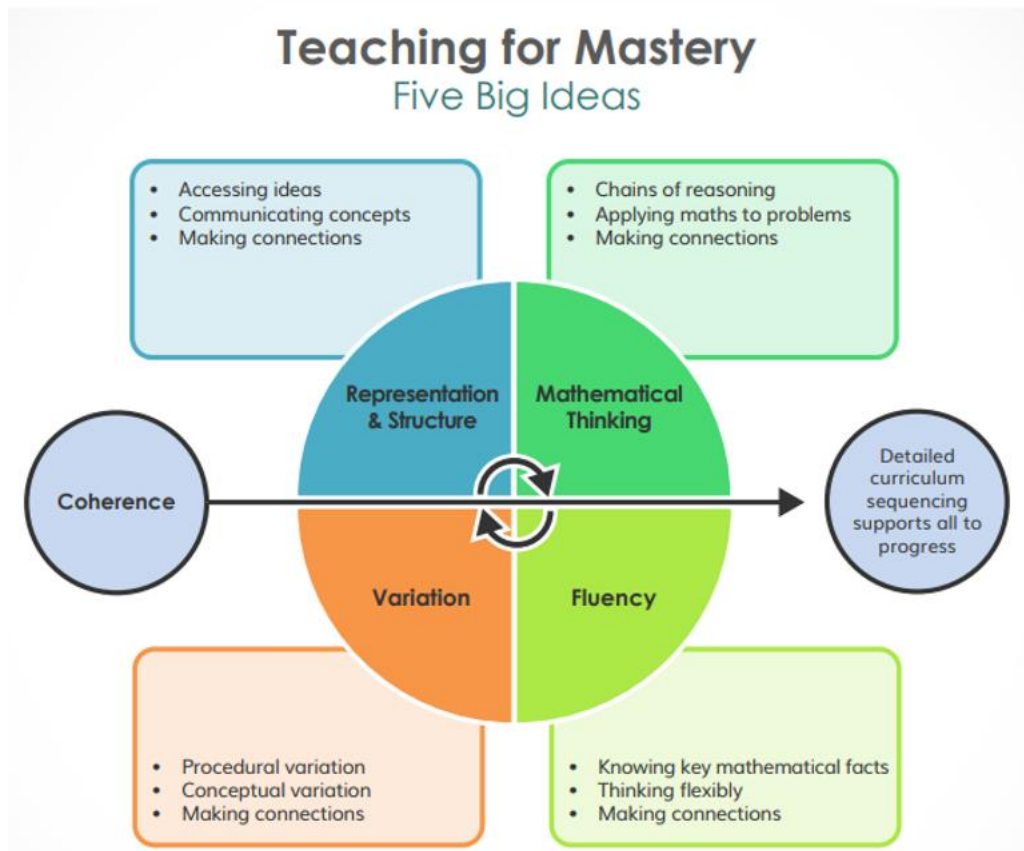 Teaching for Mastery
Five Big Ideas
• Accessing ideas
• Communicating concepts
• Making connections
• Chains of reasoning
• Applying maths to problems
• Making connections
Representation
& Structure
Mathematical
Thinking
Coherence
Detailed
curriculum
sequencing
supports all to
progress
Variation
Fluency
• Procedural variation
• Conceptual variation
• Making connections
• Knowing key mathematical facts
• Thinking flexibly
• Making connections